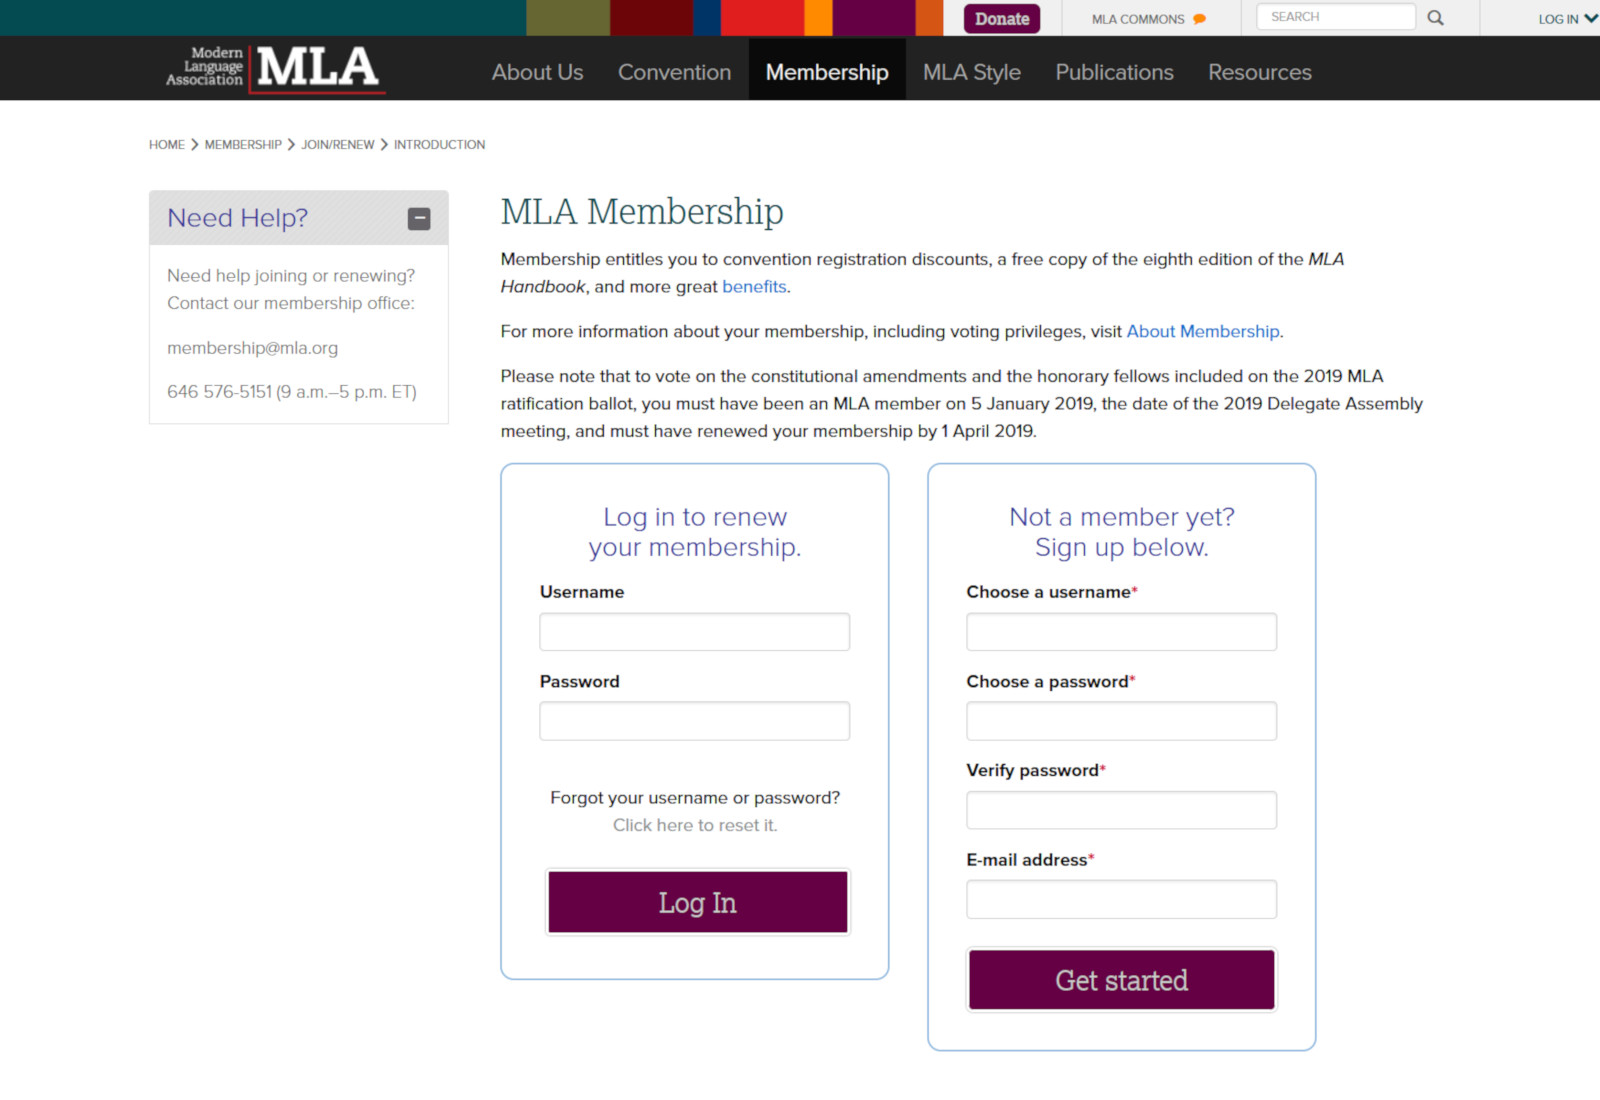 Donate
MLA COMMONS
SEARCH
LOG IN
Modern
Language
Association
MLA
About Us
Convention
Membership
MLA Style
Publications
Resources
HOME > MEMBERSHIP > JOIN/RENEW > INTRODUCTION
Need Help?
Need help joining or renewing?
Contact our membership office:
membership@mla.org
646 576-5151 (9 a.m.–5 p.m. ET)
MLA Membership
Membership entitles you to convention registration discounts, a free copy of the eighth edition of the MLA
Handbook, and more great benefits.
For more information about your membership, including voting privileges, visit About Membership.
Please note that to vote on the constitutional amendments and the honorary fellows included on the 2019 MLA
ratification ballot, you must have been an MLA member on 5 January 2019, the date of the 2019 Delegate Assembly
meeting, and must have renewed your membership by 1 April 2019.
Log in to renew
your membership.
Username
Password
Forgot your username or password?
Click here to reset it.
Log In
Not a member yet?
Sign up below.
Choose a username*
Choose a password*
Verify password*
E-mail address*
Get started